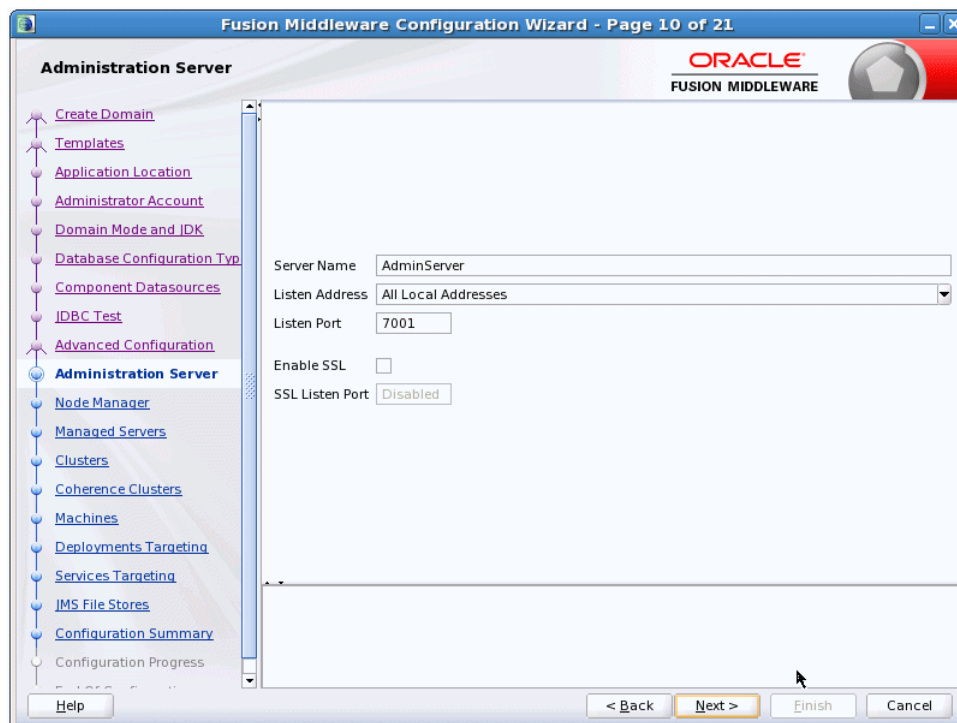 Fusion Middleware Configuration Wizard - Page 10 of 21
Administration Server
ORACLE
FUSION MIDDLEWARE
Create Domain
Templates
Application Location
Administrator Account
Domain Mode and JDK
Database Configuration Typ
Component Datasources
JDBC Test
Advanced Configuration
Administration Server
Node Manager
Managed Servers
Clusters
Coherence Clusters
Machines
Deployments Targeting
Services Targeting
JMS File Stores
Configuration Summary
Configuration Progress
Server Name AdminServer
Listen Address All Local Addresses
Listen Port 7001
Enable SSL
SSL Listen Port Disabled
Help < Back Next > Finish Cancel